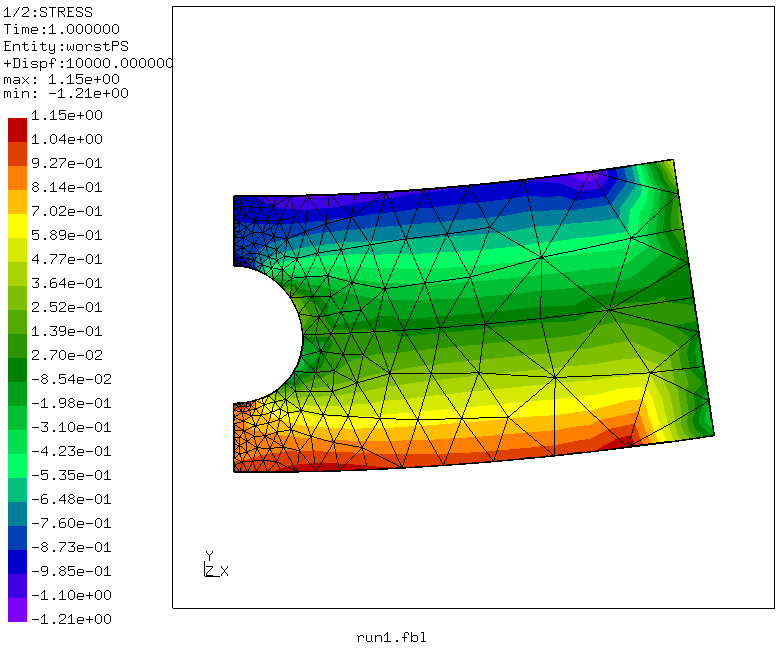 1/2:STRESS
Time:1.000000
Entity:worstPS
+Dispf:10000.000000
max: 1.15e+00
min: -1.21e+00
1.15e+00
1.04e+00
9.27e-01
8.14e-01
7.02e-01
5.89e-01
4.77e-01
3.64e-01
2.52e-01
1.39e-01
2.70e-02
-8.54e-02
-1.98e-01
-3.10e-01
-4.23e-01
-5.35e-01
-6.48e-01
-7.60e-01
-8.73e-01
-9.85e-01
-1.10e+00
-1.21e+00
Y
Z X
run1.fbl